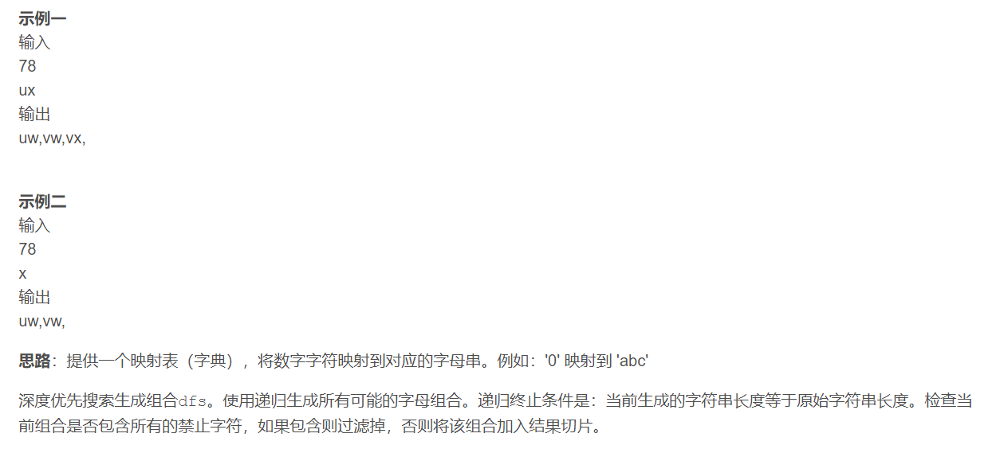 示例一
输入
78
ux
输出
uw,vw,vx,
示例二
输入
78
x
输出
uw,vw,
思路：提供一个映射表（字典），将数字字符映射到对应的字母串。例如：'0' 映射到 'abc'
深度优先搜索生成组合dfs。使用递归生成所有可能的字母组合。递归终止条件是：当前生成的字符串长度等于原始字符串长度。检查当
前组合是否包含所有的禁止字符，如果包含则过滤掉，否则将该组合加入结果切片。